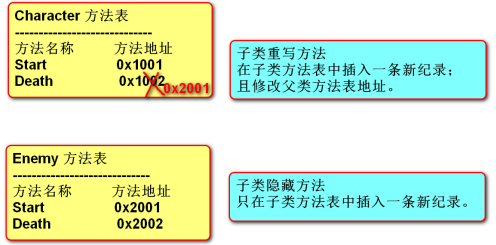 Character 方法表
-----------------------------
方法名称 方法地址
Start 0x1001
Death 0x1002
0x2001
子类重写方法
在子类方法表中插入一条新纪录；
且修改父类方法表地址。
Enemy 方法表
-----------------------------
方法名称 方法地址
Start 0x2001
Death 0x2002
子类隐藏方法
只在子类方法表中插入一条新纪录。